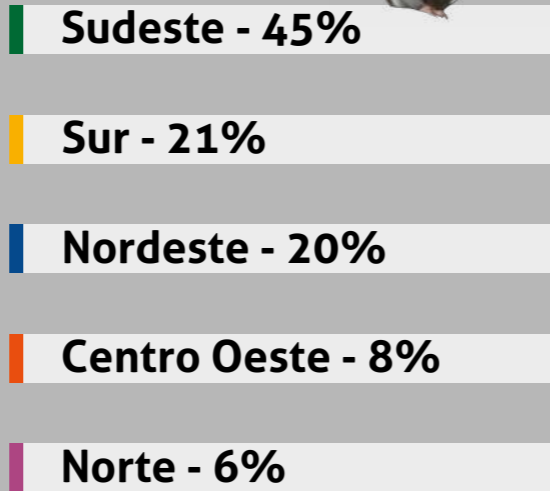 Sudeste - 45%
Sur - 21%
Nordeste - 20%
Centro Oeste - 8%
Norte - 6%